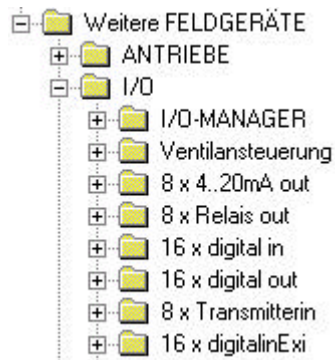 Weitere FELDGERÄTE
ANTRIEBE
I/O
I/O-MANAGER
Ventilansteuerung
8 x 4..20mA out
8 x Relais out
16 x digital in
16 x digital out
8 x Transmitterin
16 x digitalinExi